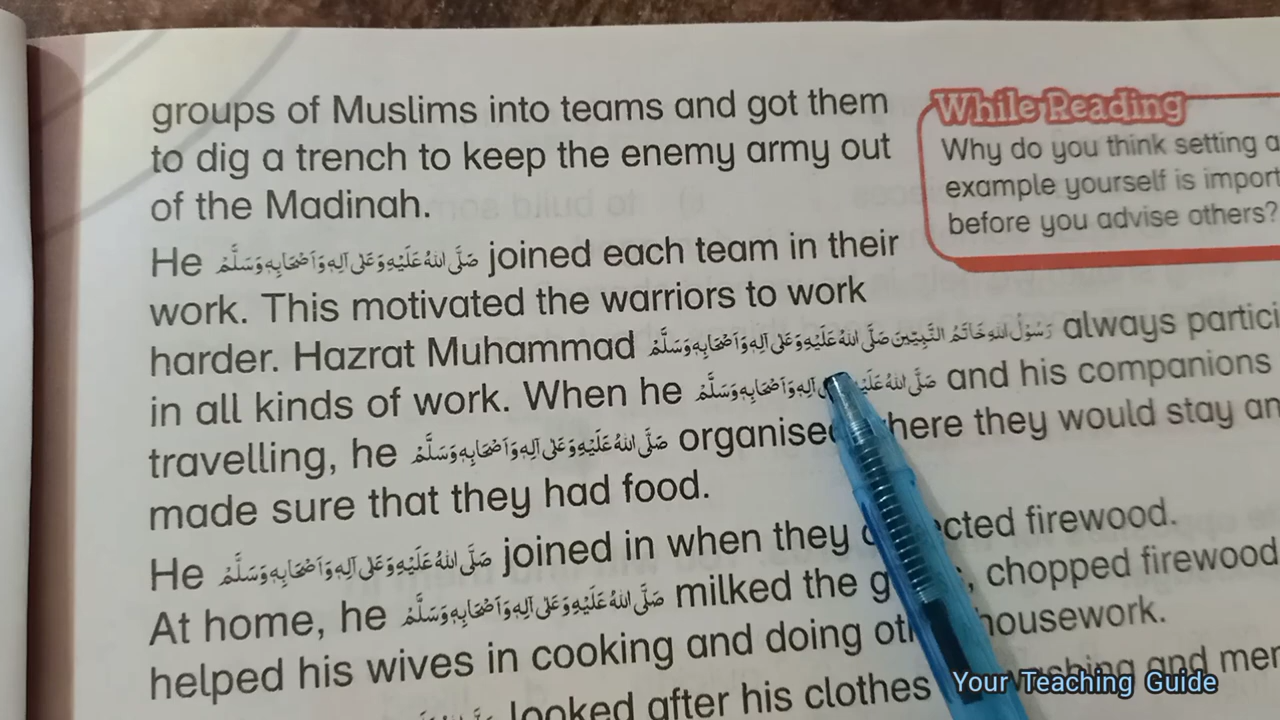 groups of Muslims into teams and got them
to dig a trench to keep the enemy army out
of the Madinah.
He صَلَّى اللهُ عَلَيْهِ وَعَلٰى آلِهٖ وَاَصْحَابِهٖ وَسَلَّمَ joined each team in their
work. This motivated the warriors to work
harder. Hazrat Muhammad رَسُوْلُ اللهِ خَاتَمُ النَّبِيّٖنَ صَلَّى اللهُ عَلَيْهِ وَعَلٰى آلِهٖ وَاَصْحَابِهٖ وَسَلَّمَ always partici
in all kinds of work. When he صَلَّى اللهُ آلِهٖ وَاَصْحَابِهٖ وَسَلَّمَ and his companions
travelling, he صَلَّى اللهُ عَلَيْهِ وَعَلٰى آلِهٖ وَاَصْحَابِهٖ وَسَلَّمَ organised where they would stay an
made sure that they had food.
He صَلَّى اللهُ عَلَيْهِ وَعَلٰى آلِهٖ وَاَصْحَابِهٖ وَسَلَّمَ joined in when they firewood.
At home, he صَلَّى اللهُ عَلَيْهِ وَعَلٰى آلِهٖ وَاَصْحَابِهٖ وَسَلَّمَ milked the chopped firewood
helped his wives in cooking and doing housework.
looked after his clothes washing and mer
While Reading
Why do you think setting a
example yourself is import
before you advise others?
Your Teaching Guide